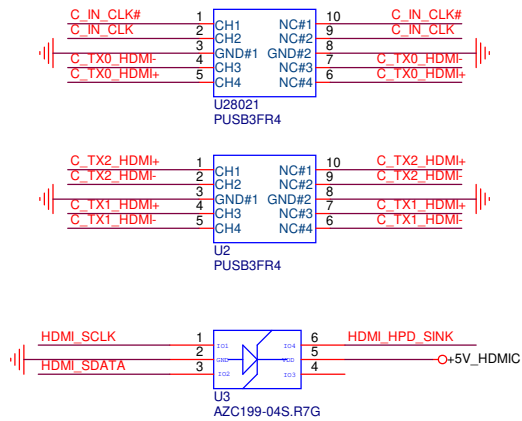 C_IN_CLK# 1 CH1 NC#1 10 C_IN_CLK#
C_IN_CLK 2 CH2 NC#2 9 C_IN_CLK
3 GND#1 GND#2 8
C_TX0_HDMI- 4 CH3 NC#3 7 C_TX0_HDMI-
C_TX0_HDMI+ 5 CH4 NC#4 6 C_TX0_HDMI+
U28021
PUSB3FR4
C_TX2_HDMI+ 1 CH1 NC#1 10 C_TX2_HDMI+
C_TX2_HDMI- 2 CH2 NC#2 9 C_TX2_HDMI-
3 GND#1 GND#2 8
C_TX1_HDMI+ 4 CH3 NC#3 7 C_TX1_HDMI+
C_TX1_HDMI- 5 CH4 NC#4 6 C_TX1_HDMI-
U2
PUSB3FR4
HDMI_SCLK 1 IO1 IO4 6 HDMI_HPD_SINK
2 GND VDD 5 +5V_HDMIC
HDMI_SDATA 3 IO2 IO3 4
U3
AZC199-04S.R7G